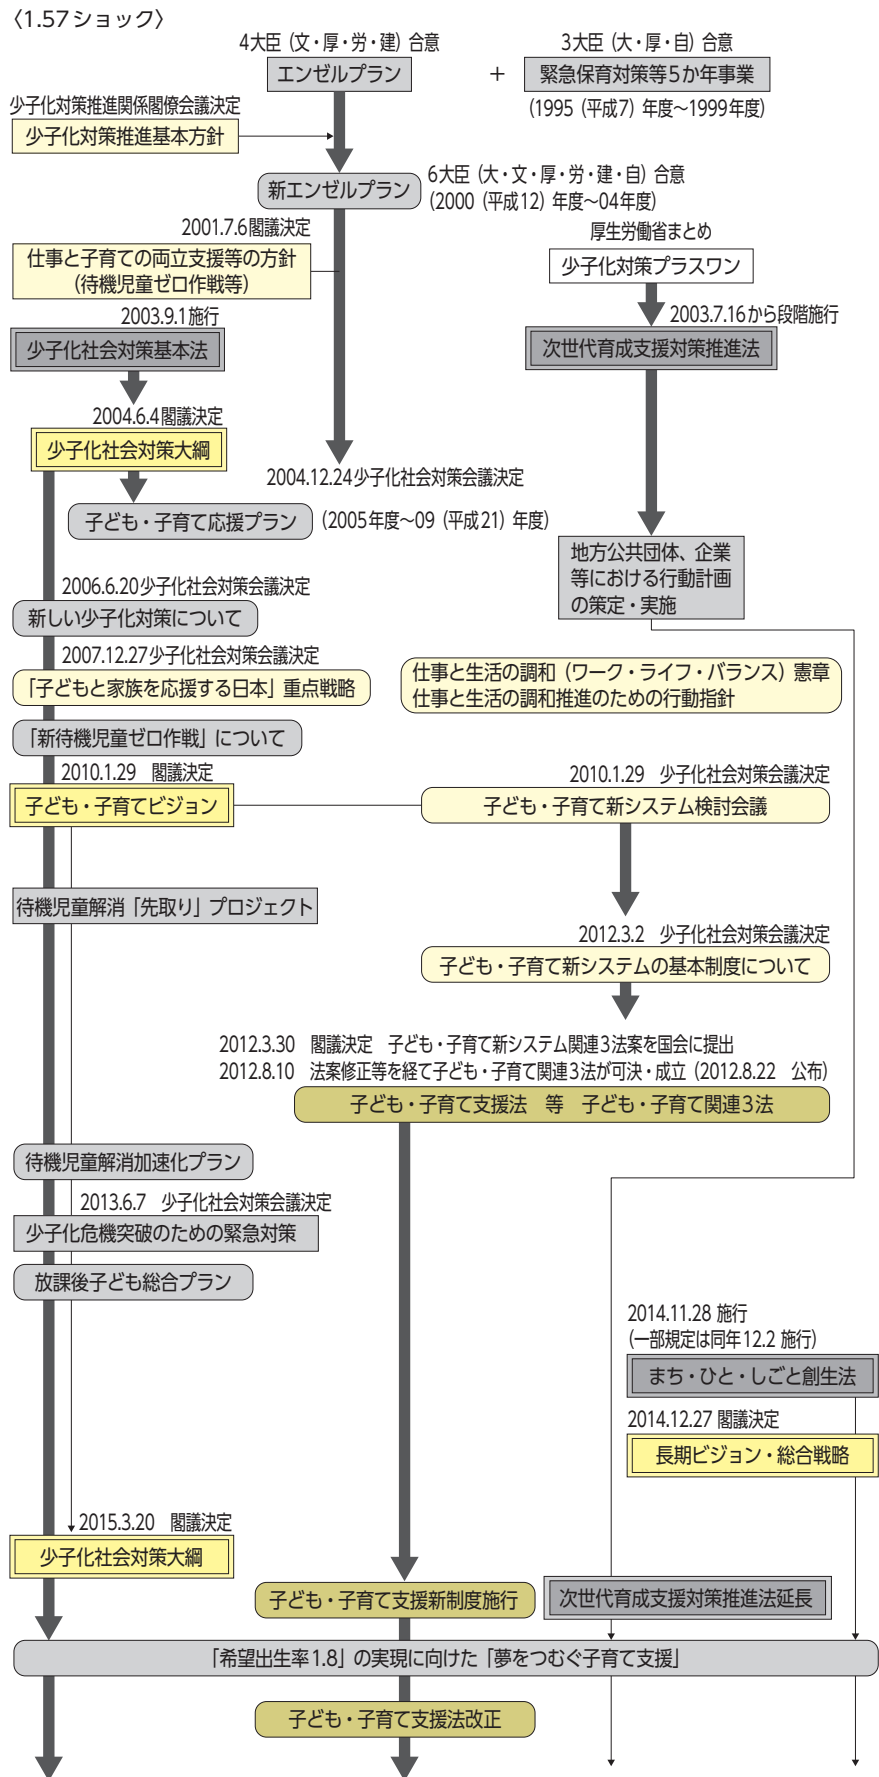 〈1.57ショック〉
4大臣（文・厚・労・建）合意
3大臣（大・厚・自）合意
エンゼルプラン
＋
緊急保育対策等5か年事業
(1995（平成7）年度～1999年度)
少子化対策推進関係閣僚会議決定
少子化対策推進基本方針
新エンゼルプラン
6大臣（大・文・厚・労・建・自）合意
(2000（平成12）年度～04年度)
2001.7.6閣議決定
仕事と子育ての両立支援等の方針
（待機児童ゼロ作戦等）
厚生労働省まとめ
少子化対策プラスワン
2003.9.1施行
少子化社会対策基本法
2003.7.16から段階施行
次世代育成支援対策推進法
2004.6.4閣議決定
少子化社会対策大綱
2004.12.24少子化社会対策会議決定
子ども・子育て応援プラン
(2005年度～09（平成21）年度)
地方公共団体、企業
等における行動計画
の策定・実施
2006.6.20少子化社会対策会議決定
新しい少子化対策について
2007.12.27少子化社会対策会議決定
「子どもと家族を応援する日本」重点戦略
仕事と生活の調和（ワーク・ライフ・バランス）憲章
仕事と生活の調和推進のための行動指針
「新待機児童ゼロ作戦」について
2010.1.29　閣議決定
子ども・子育てビジョン
2010.1.29　少子化社会対策会議決定
子ども・子育て新システム検討会議
待機児童解消「先取り」プロジェクト
2012.3.2　少子化社会対策会議決定
子ども・子育て新システムの基本制度について
2012.3.30　閣議決定　子ども・子育て新システム関連3法案を国会に提出
2012.8.10　法案修正等を経て子ども・子育て関連3法が可決・成立（2012.8.22　公布）
子ども・子育て支援法　等　子ども・子育て関連3法
待機児童解消加速化プラン
2013.6.7　少子化社会対策会議決定
少子化危機突破のための緊急対策
放課後子ども総合プラン
2014.11.28 施行
(一部規定は同年12.2 施行)
まち・ひと・しごと創生法
2014.12.27 閣議決定
長期ビジョン・総合戦略
2015.3.20　閣議決定
少子化社会対策大綱
子ども・子育て支援新制度施行
次世代育成支援対策推進法延長
「希望出生率1.8」の実現に向けた「夢をつむぐ子育て支援」
子ども・子育て支援法改正